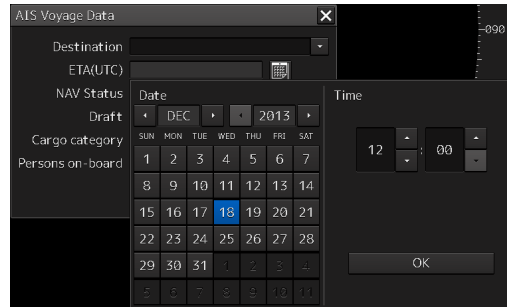 AIS Voyage Data
090
Destination
ETA(UTC)
NAV Status
Draft
Cargo category
Persons on-board
Date
DEC 2013
SUN MON TUE WED THU FRI SAT
1 2 3 4 5 6 7
8 9 10 11 12 13 14
15 16 17 18 19 20 21
22 23 24 25 26 27 28
29 30 31 1 2 3 4
5 6 7 8 9 10 11
Time
12 : 00
OK